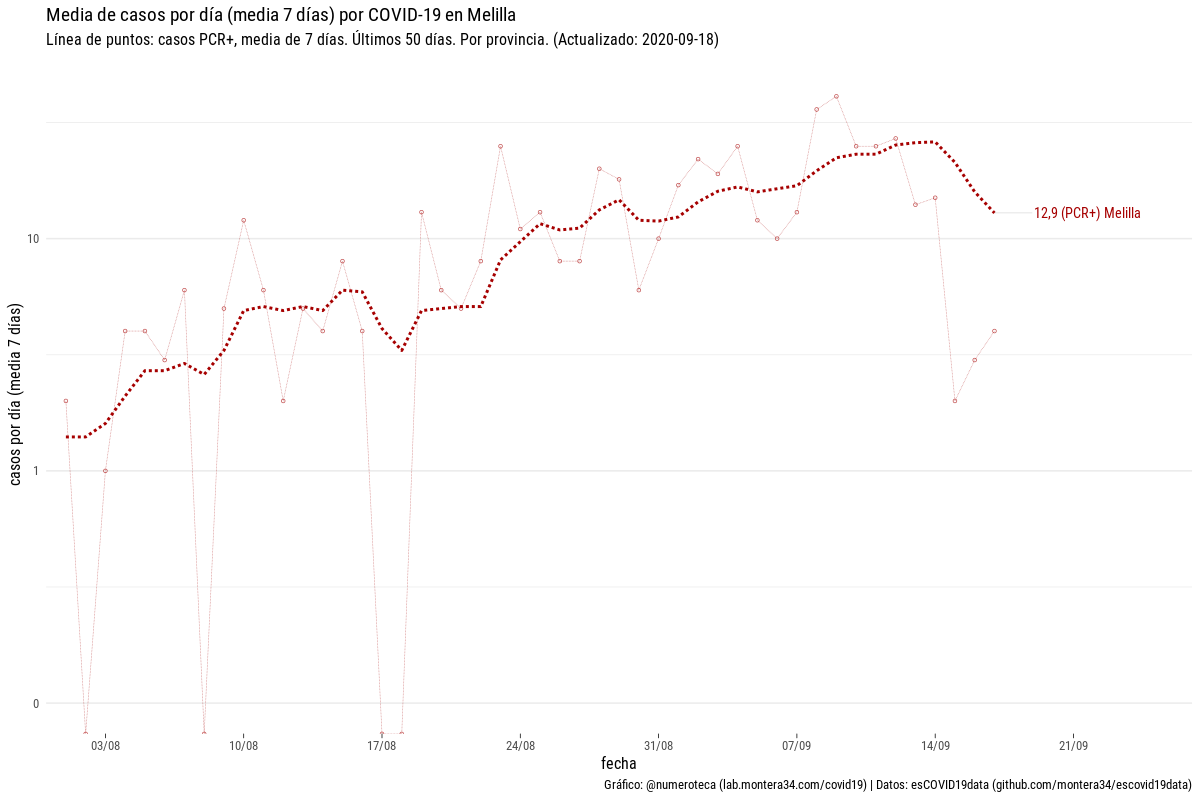 Media de casos por día (media 7 días) por COVID-19 en Melilla
Línea de puntos: casos PCR+, media de 7 días. Últimos 50 días. Por provincia. (Actualizado: 2020-09-18)
casos por día (media 7 días)
10
1
0
12,9 (PCR+) Melilla
03/08
10/08
17/08
24/08
31/08
07/09
14/09
21/09
fecha
Gráfico: @numeroteca (lab.montera34.com/covid19) | Datos: esCOVID19data (github.com/montera34/escovid19data)